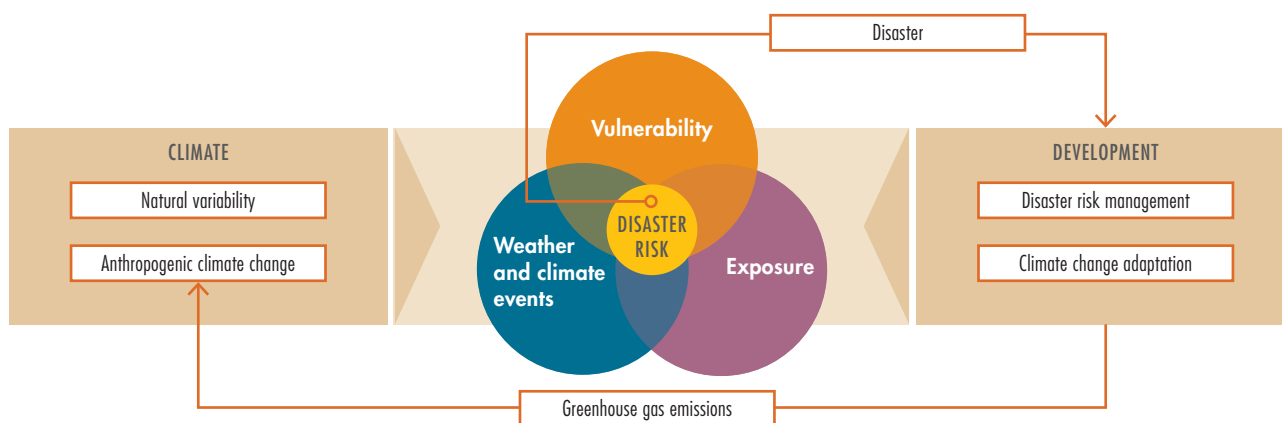 Disaster
CLIMATE
Natural variability
Anthropogenic climate change
Vulnerability
Weather
and climate
events
DISASTER
RISK
Exposure
DEVELOPMENT
Disaster risk management
Climate change adaptation
Greenhouse gas emissions